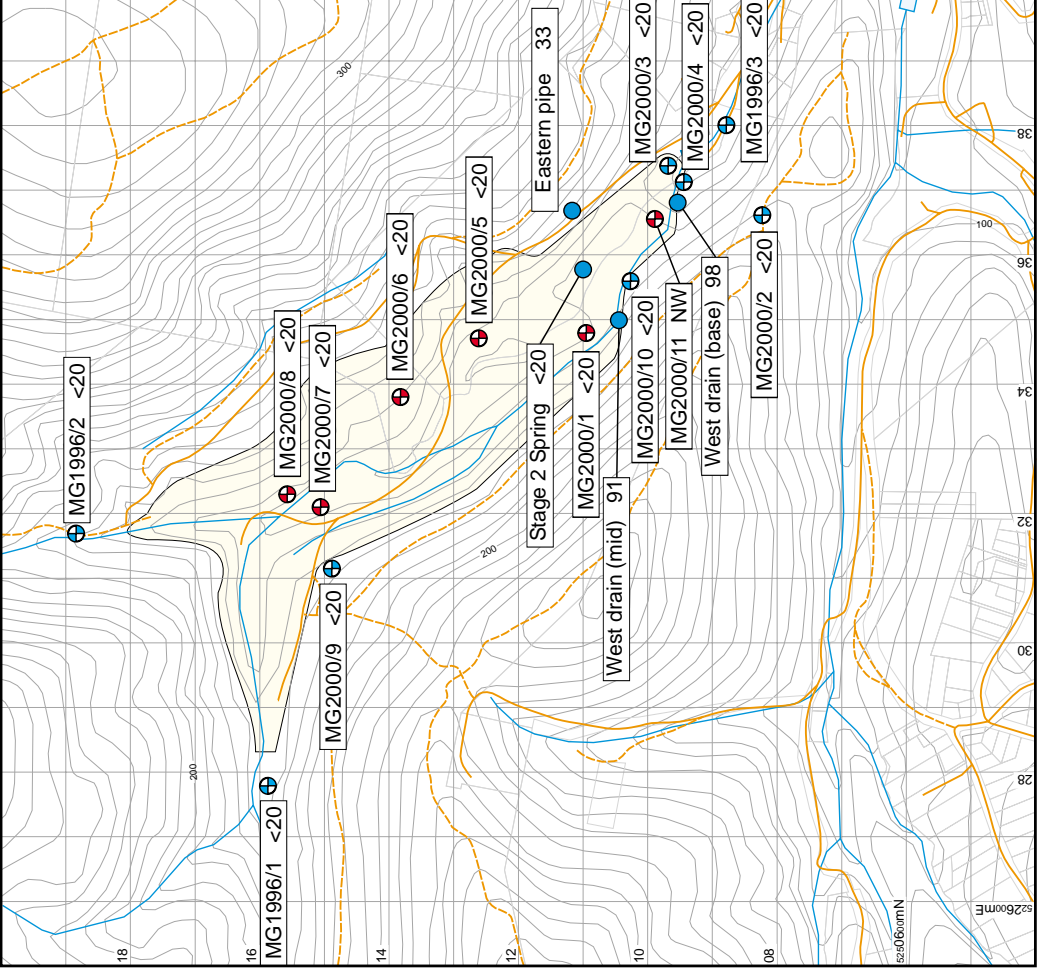 MG1996/2 <20
MG2000/8 <20
MG2000/7 <20
MG2000/6 <20
MG2000/5 <20
Eastern pipe 33
MG2000/3 <20
MG2000/4 <20
MG1996/3 <20
MG1996/1 <20
MG2000/9 <20
Stage 2 Spring <20
MG2000/1 <20
West drain (mid) 91
MG2000/10 <20
MG2000/11 NW
West drain (base) 98
MG2000/2 <20
300
200
200
100
18
16
14
12
10
08
5250600mN
522600mE
28
30
32
34
36
38